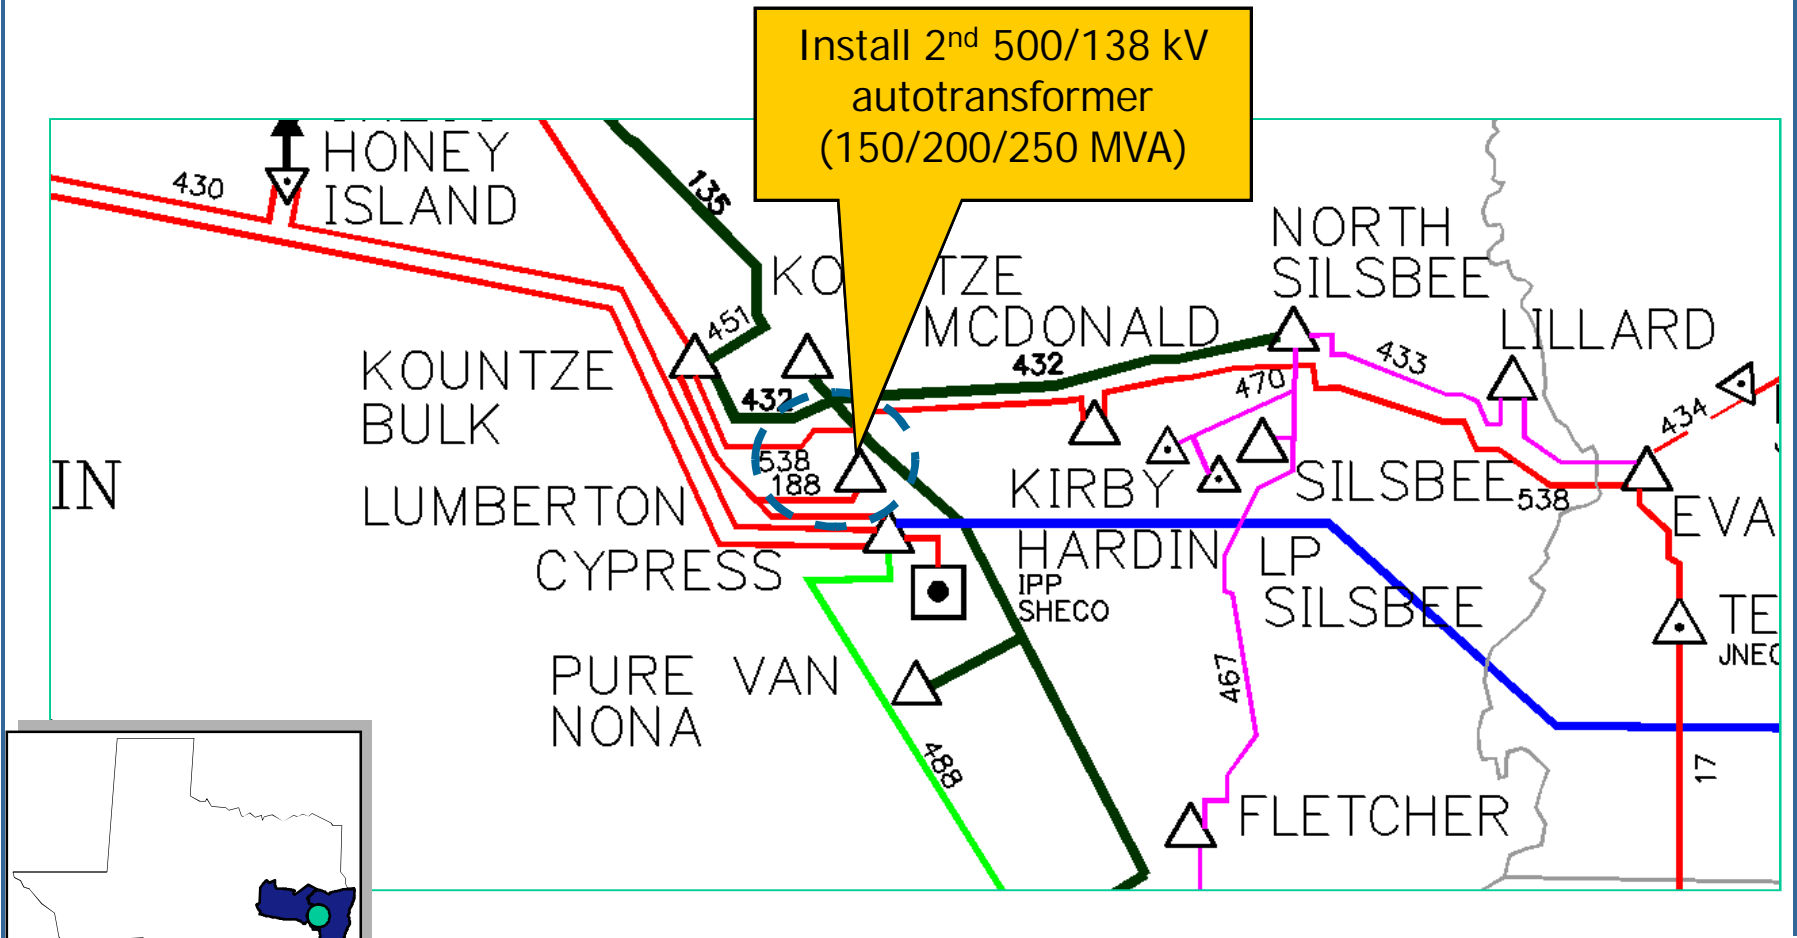 Install 2nd 500/138 kV
autotransformer
(150/200/250 MVA)
HONEY
ISLAND
430
135
NORTH
SILSBEE
451
MCDONALD
LILLARD
KOUNTZE
BULK
432
432
433
470
434
538
188
IN
LUMBERTON
KIRBY
SILSBEE
538
CYPRESS
HARDIN
IPP
SHECO
LP
SILSBEE
JNEC
PURE VAN
NONA
467
488
17
FLETCHER